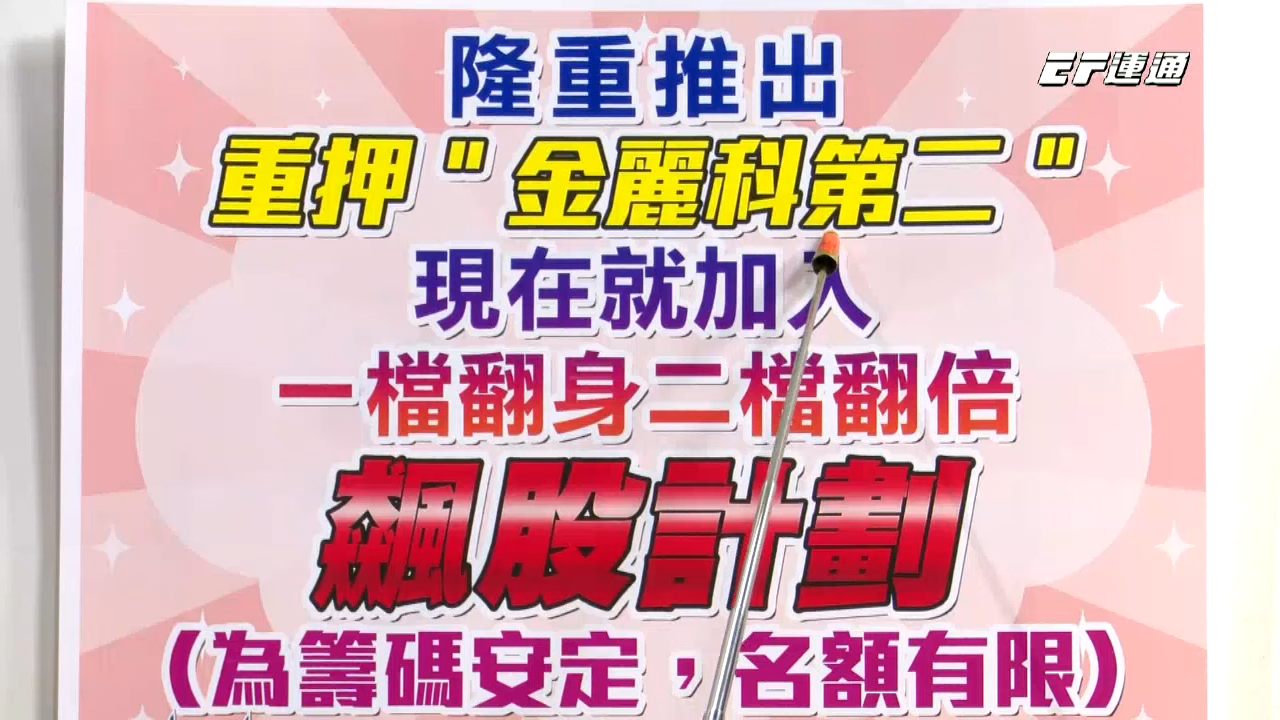 隆重推出
EF運通
重押"金麗科第二"
現在就加入
一檔翻身二檔翻倍
飆股計劃
(為籌碼安定，名額有限)